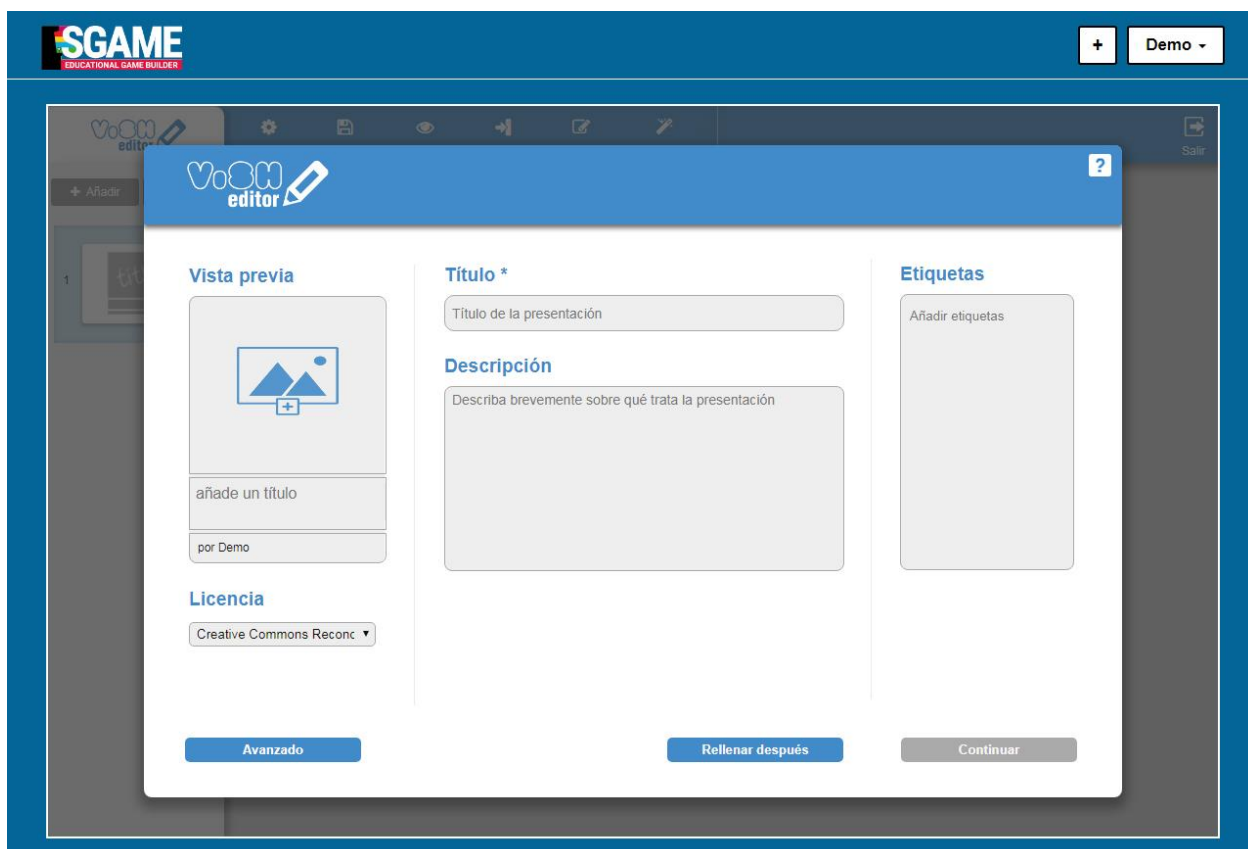 SGAME
EDUCATIONAL GAME BUILDER
+
Demo
editor
Salir
+ Añadir
ViSH
editor
?
Vista previa
Título *
Etiquetas
Título de la presentación
Añadir etiquetas
1
Descripción
Describa brevemente sobre qué trata la presentación
añade un título
por Demo
Licencia
Creative Commons Reconc
Avanzado
Rellenar después
Continuar